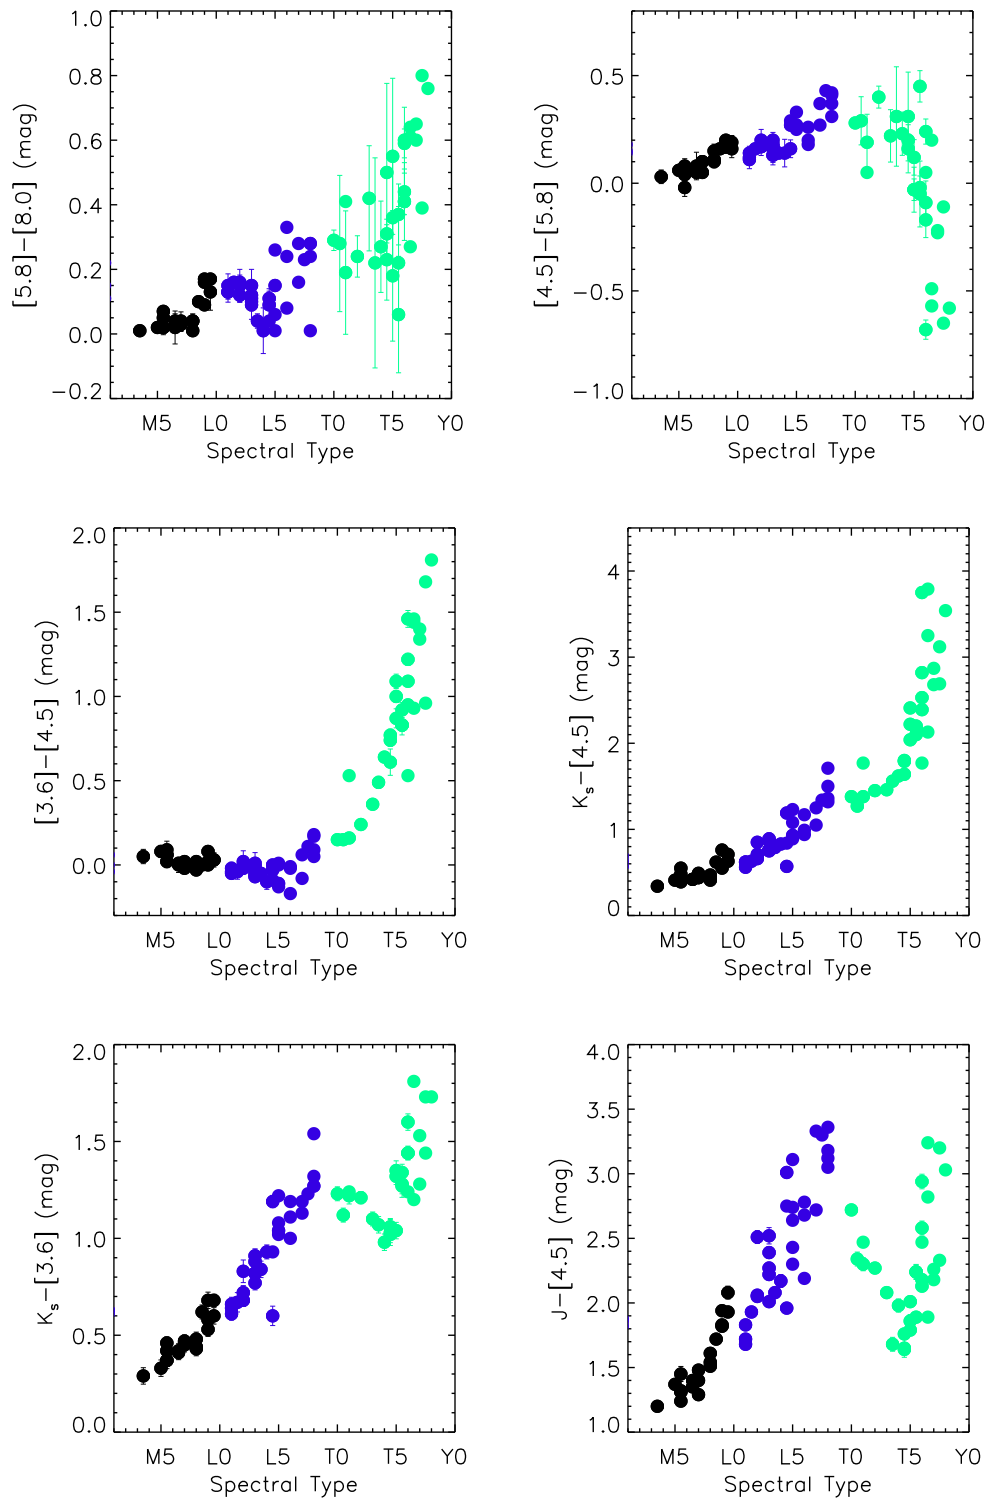 [5.8]−[8.0] (mag)
1.0
0.8
0.6
0.4
0.2
0.0
−0.2
M5 L0 L5 T0 T5 Y0
Spectral Type
[4.5]−[5.8] (mag)
0.5
0.0
−0.5
−1.0
M5 L0 L5 T0 T5 Y0
Spectral Type
[3.6]−[4.5] (mag)
2.0
1.5
1.0
0.5
0.0
M5 L0 L5 T0 T5 Y0
Spectral Type
Ks−[4.5] (mag)
4
3
2
1
0
M5 L0 L5 T0 T5 Y0
Spectral Type
Ks−[3.6] (mag)
2.0
1.5
1.0
0.5
0.0
M5 L0 L5 T0 T5 Y0
Spectral Type
J−[4.5] (mag)
4.0
3.5
3.0
2.5
2.0
1.5
1.0
M5 L0 L5 T0 T5 Y0
Spectral Type